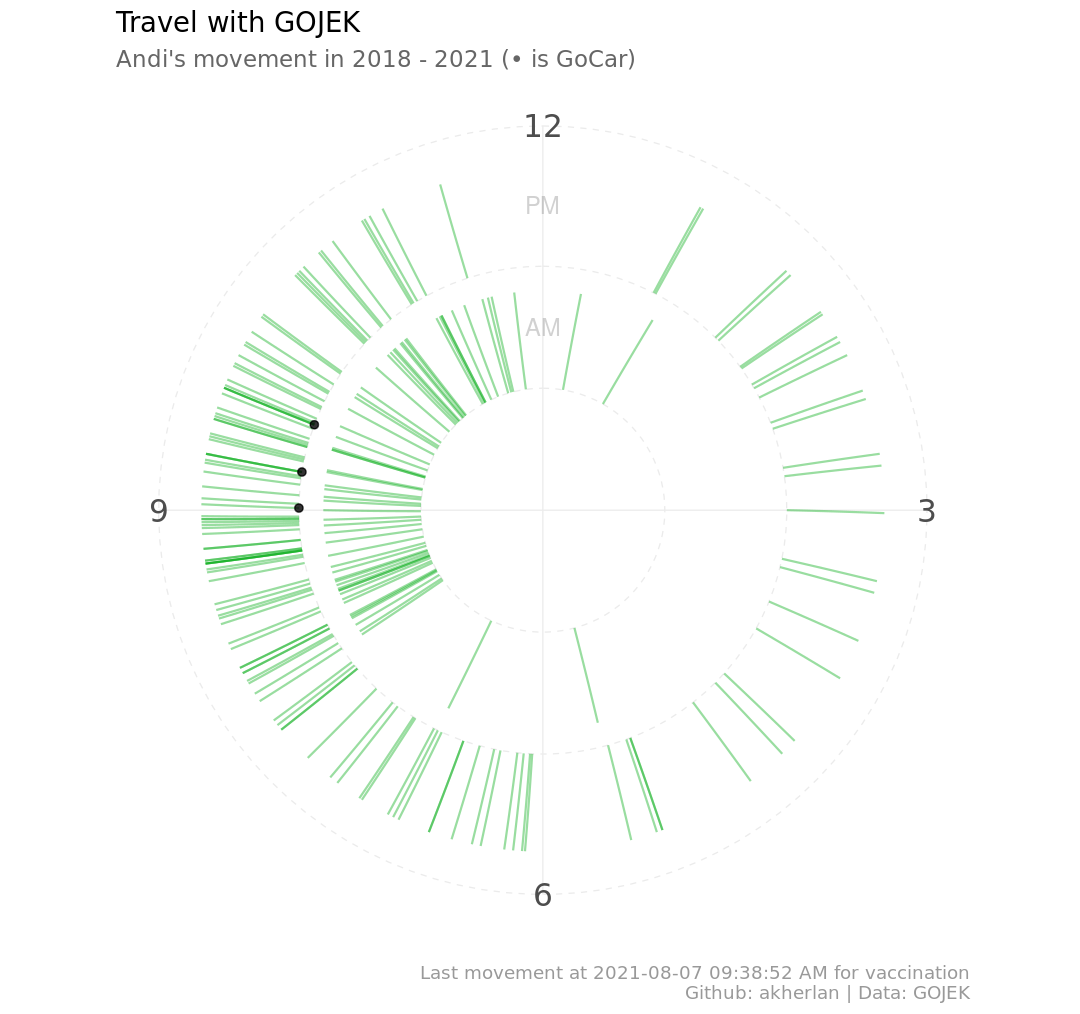 Travel with GOJEK
Andi's movement in 2018 - 2021 (• is GoCar)
12
PM
AM
9
3
6
Last movement at 2021-08-07 09:38:52 AM for vaccination
Github: akherlan | Data: GOJEK